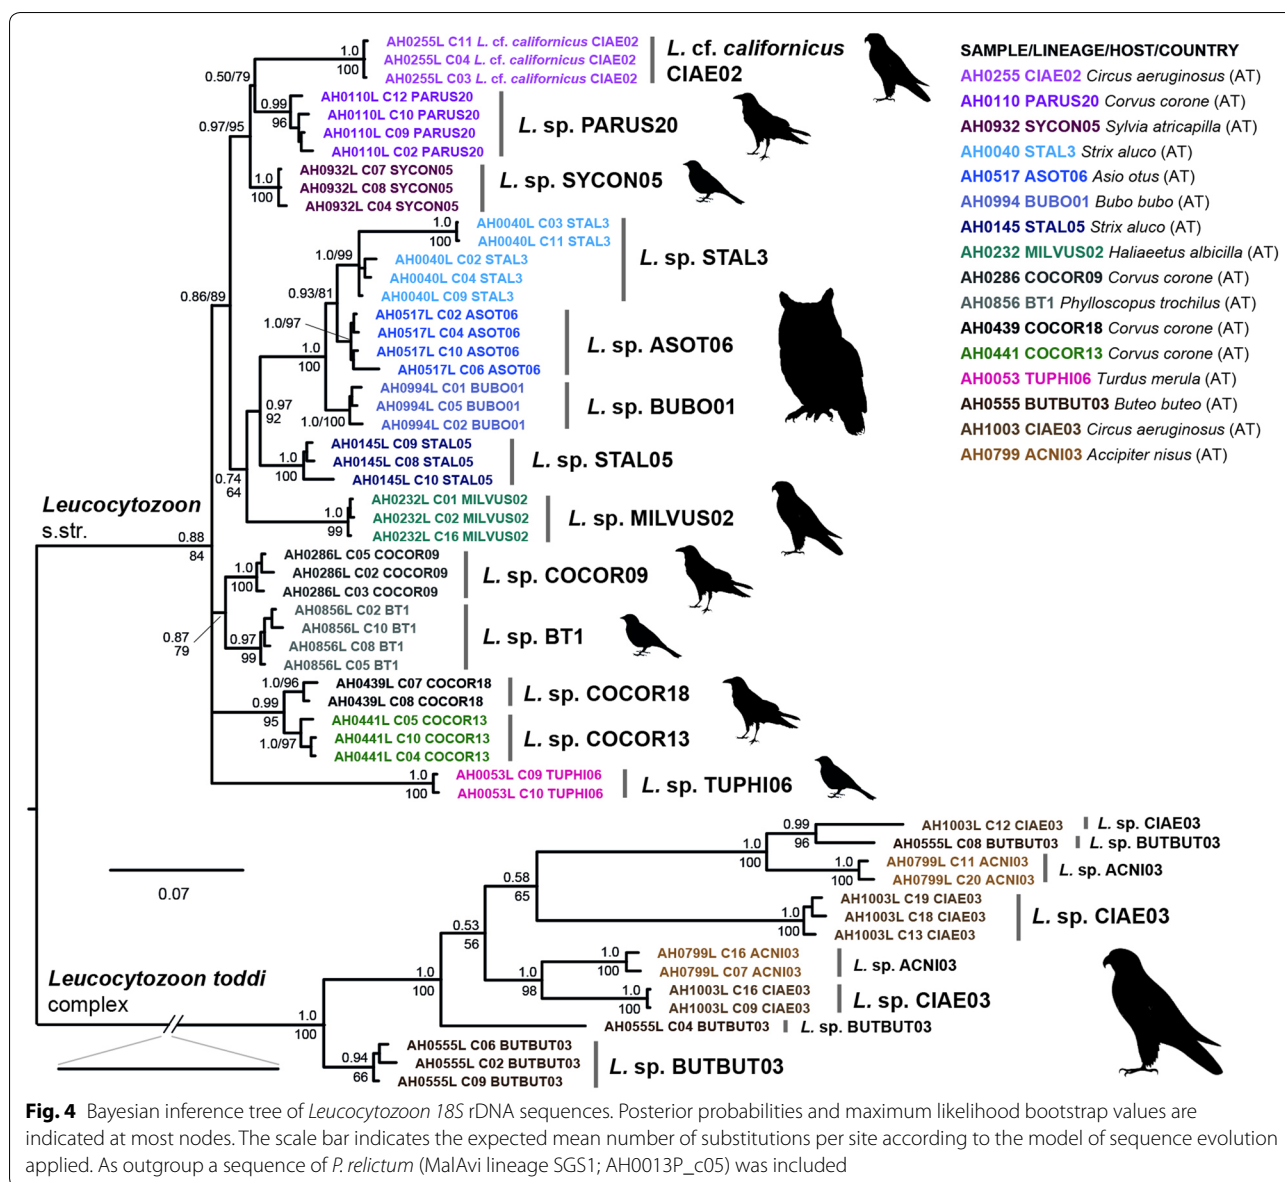 AH0255L C11 L. cf. californicus CIAE02
AH0255L C04 L. cf. californicus CIAE02
AH0255L C03 L. cf. californicus CIAE02
L. cf. californicus
CIAE02
1.0
100
0.50/79
AH0110L C12 PARUS20
AH0110L C10 PARUS20
AH0110L C09 PARUS20
AH0110L C02 PARUS20
L. sp. PARUS20
0.99
96
0.97/95
AH0932L C07 SYCON05
AH0932L C08 SYCON05
AH0932L C04 SYCON05
L. sp. SYCON05
1.0
100
AH0040L C03 STAL3
AH0040L C11 STAL3
AH0040L C02 STAL3
AH0040L C04 STAL3
AH0040L C09 STAL3
L. sp. STAL3
1.0
100
1.0/99
0.93/81
0.86/89
AH0517L C02 ASOT06
AH0517L C04 ASOT06
AH0517L C10 ASOT06
AH0517L C06 ASOT06
L. sp. ASOT06
1.0/97
1.0
100
AH0994L C01 BUBO01
AH0994L C05 BUBO01
AH0994L C02 BUBO01
L. sp. BUBO01
1.0/100
0.97
92
AH0145L C09 STAL05
AH0145L C08 STAL05
AH0145L C10 STAL05
L. sp. STAL05
1.0
100
0.74
64
AH0232L C01 MILVUS02
AH0232L C02 MILVUS02
AH0232L C16 MILVUS02
L. sp. MILVUS02
1.0
99
Leucocytozoon
s.str.
0.88
84
AH0286L C05 COCOR09
AH0286L C02 COCOR09
AH0286L C03 COCOR09
L. sp. COCOR09
1.0
100
AH0856L C02 BT1
AH0856L C10 BT1
AH0856L C08 BT1
AH0856L C05 BT1
L. sp. BT1
0.97
99
0.87
79
AH0439L C07 COCOR18
AH0439L C08 COCOR18
L. sp. COCOR18
1.0/96
0.99
95
AH0441L C05 COCOR13
AH0441L C10 COCOR13
AH0441L C04 COCOR13
L. sp. COCOR13
1.0/97
AH0053L C09 TUPHI06
AH0053L C10 TUPHI06
L. sp. TUPHI06
1.0
100
SAMPLE/LINEAGE/HOST/COUNTRY
AH0255 CIAE02 Circus aeruginosus (AT)
AH0110 PARUS20 Corvus corone (AT)
AH0932 SYCON05 Sylvia atricapilla (AT)
AH0040 STAL3 Strix aluco (AT)
AH0517 ASOT06 Asio otus (AT)
AH0994 BUBO01 Bubo bubo (AT)
AH0145 STAL05 Strix aluco (AT)
AH0232 MILVUS02 Haliaeetus albicilla (AT)
AH0286 COCOR09 Corvus corone (AT)
AH0856 BT1 Phylloscopus trochilus (AT)
AH0439 COCOR18 Corvus corone (AT)
AH0441 COCOR13 Corvus corone (AT)
AH0053 TUPHI06 Turdus merula (AT)
AH0555 BUTBUT03 Buteo buteo (AT)
AH1003 CIAE03 Circus aeruginosus (AT)
AH0799 ACNI03 Accipiter nisus (AT)
0.07
AH1003L C12 CIAE03
L. sp. CIAE03
AH0555L C08 BUTBUT03
L. sp. BUTBUT03
0.99
96
1.0
100
AH0799L C11 ACNI03
AH0799L C20 ACNI03
L. sp. ACNI03
1.0
100
0.58
65
AH1003L C19 CIAE03
AH1003L C18 CIAE03
AH1003L C13 CIAE03
L. sp. CIAE03
1.0
100
0.53
56
AH0799L C16 ACNI03
AH0799L C07 ACNI03
L. sp. ACNI03
1.0
100
1.0
98
AH1003L C16 CIAE03
AH1003L C09 CIAE03
L. sp. CIAE03
1.0
100
1.0
100
AH0555L C04 BUTBUT03
L. sp. BUTBUT03
Leucocytozoon toddi
complex
1.0
100
AH0555L C06 BUTBUT03
AH0555L C02 BUTBUT03
AH0555L C09 BUTBUT03
L. sp. BUTBUT03
0.94
66
Fig. 4 Bayesian inference tree of Leucocytozoon 18S rDNA sequences. Posterior probabilities and maximum likelihood bootstrap values are
indicated at most nodes. The scale bar indicates the expected mean number of substitutions per site according to the model of sequence evolution
applied. As outgroup a sequence of P. relictum (MalAvi lineage SGS1; AH0013P_c05) was included